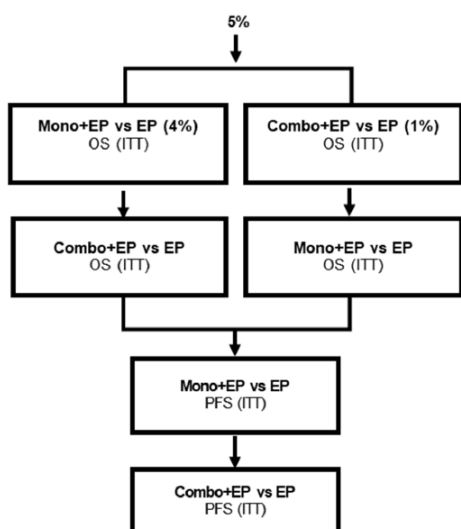 5%
Mono+EP vs EP (4%)
OS (ITT)
Combo+EP vs EP (1%)
OS (ITT)
Combo+EP vs EP
OS (ITT)
Mono+EP vs EP
OS (ITT)
Mono+EP vs EP
PFS (ITT)
Combo+EP vs EP
PFS (ITT)